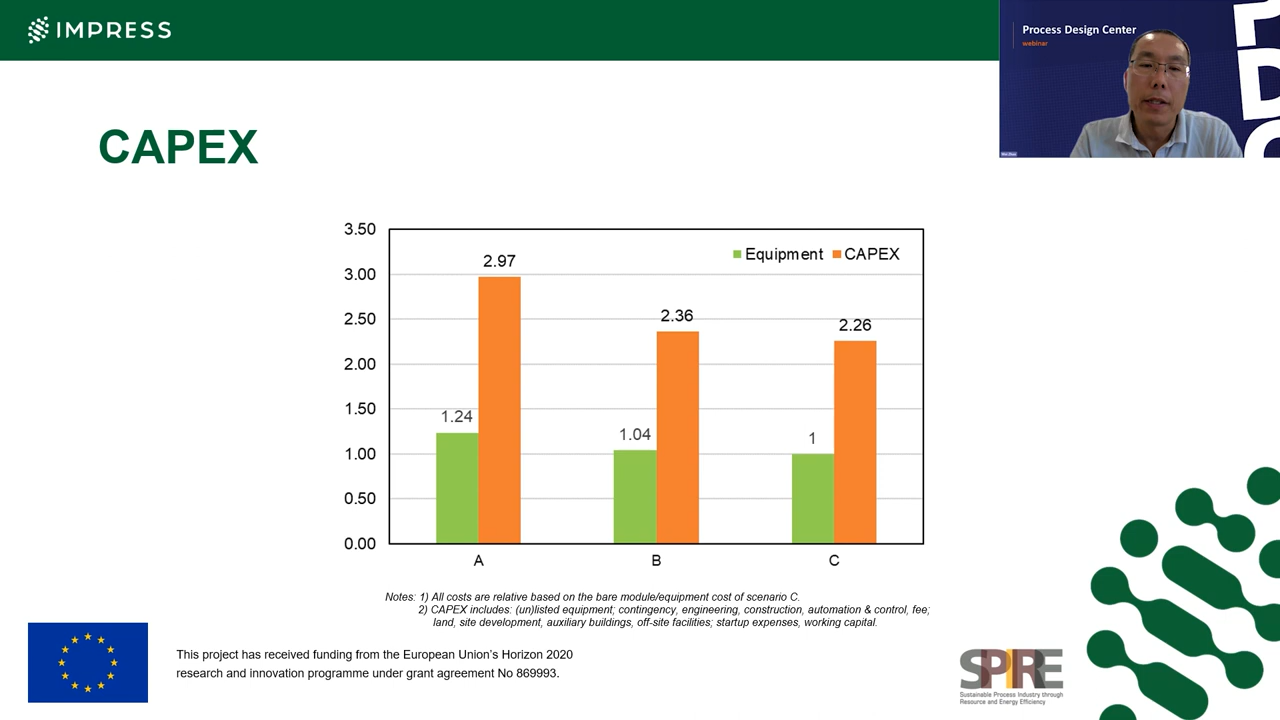 IMPRESS
Process Design Center
webinar
PDC
Wei Zhao
CAPEX
3.50
3.00
2.50
2.00
1.50
1.00
0.50
0.00
Equipment CAPEX
1.24
2.97
1.04
2.36
1
2.26
A B C
Notes: 1) All costs are relative based on the bare module/equipment cost of scenario C.
2) CAPEX includes: (un)listed equipment; contingency, engineering, construction, automation & control, fee;
land, site development, auxiliary buildings, off-site facilities; startup expenses, working capital.
This project has received funding from the European Union's Horizon 2020
research and innovation programme under grant agreement No 869993.
SPIRE
Sustainable Process Industry through
Resource and Energy Efficiency